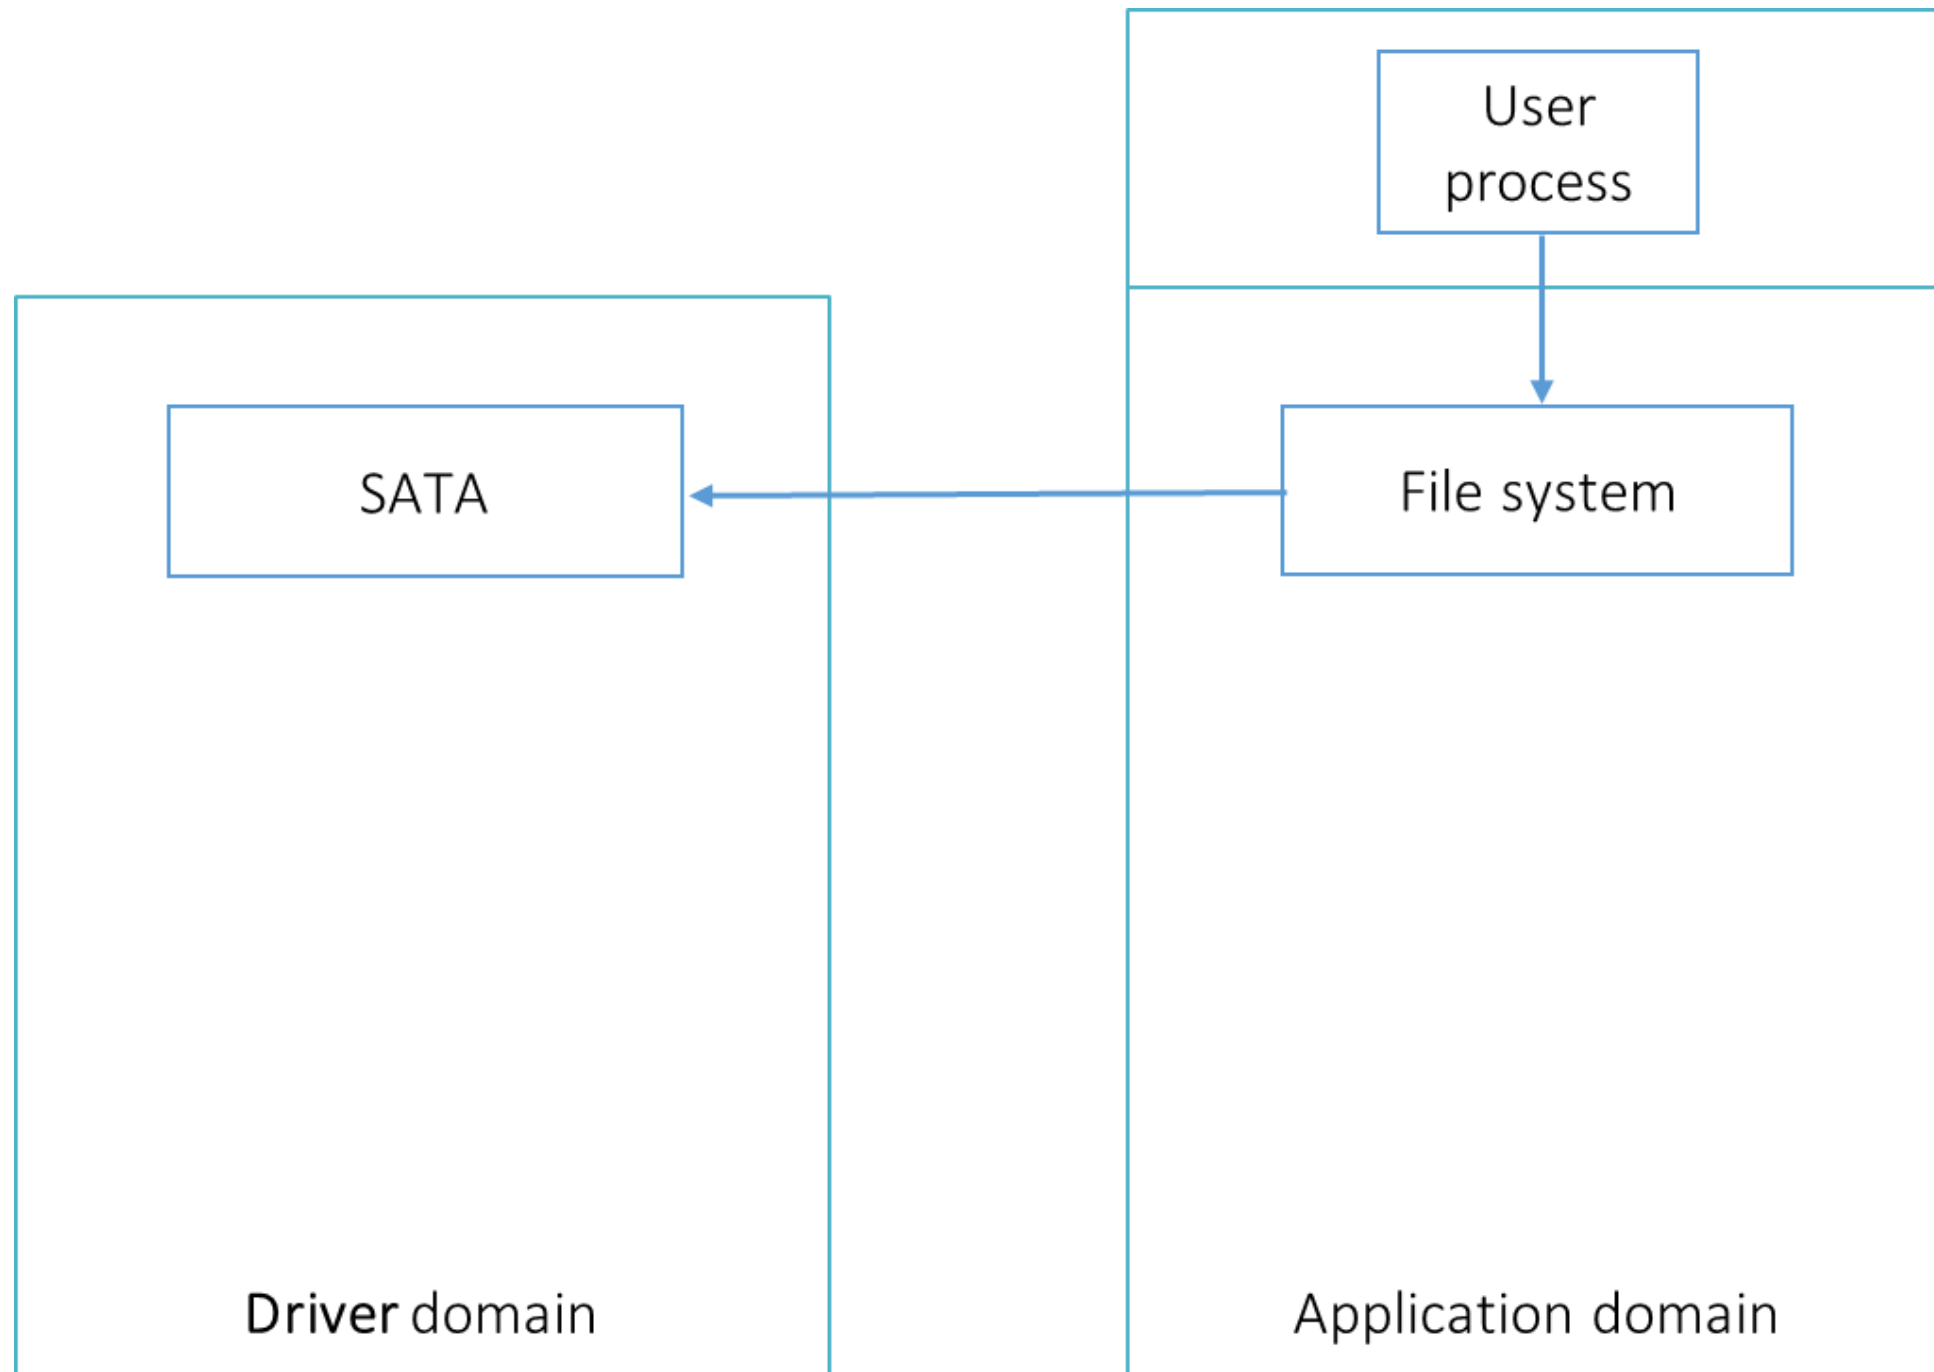 User
process
SATA
File system
Driver domain
Application domain